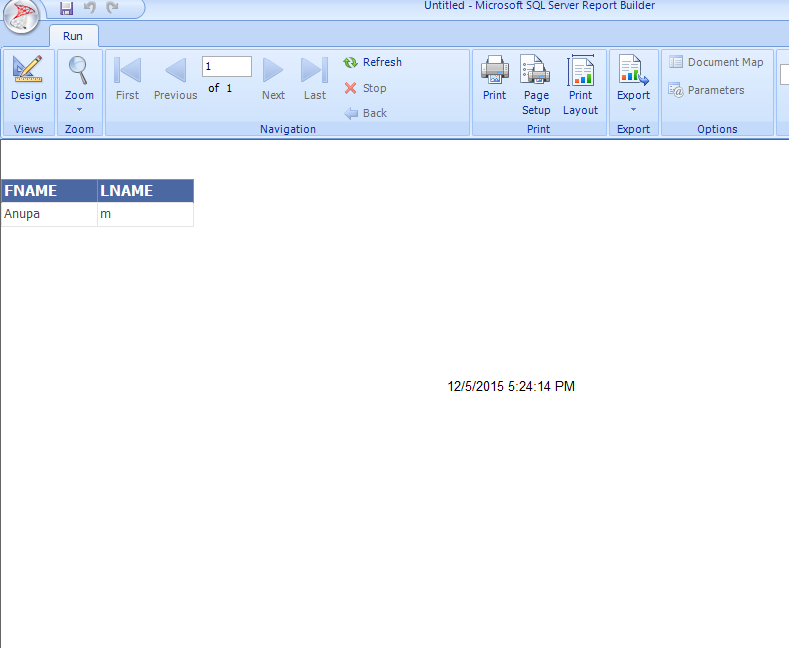 Untitled - Microsoft SQL Server Report Builder
Run
Design
Zoom
First
Previous
1
of 1
Next
Last
Refresh
Stop
Back
Print
Page Setup
Print Layout
Export
Document Map
Parameters
Views
Zoom
Navigation
Print
Export
Options
FNAME LNAME
Anupa m
12/5/2015 5:24:14 PM